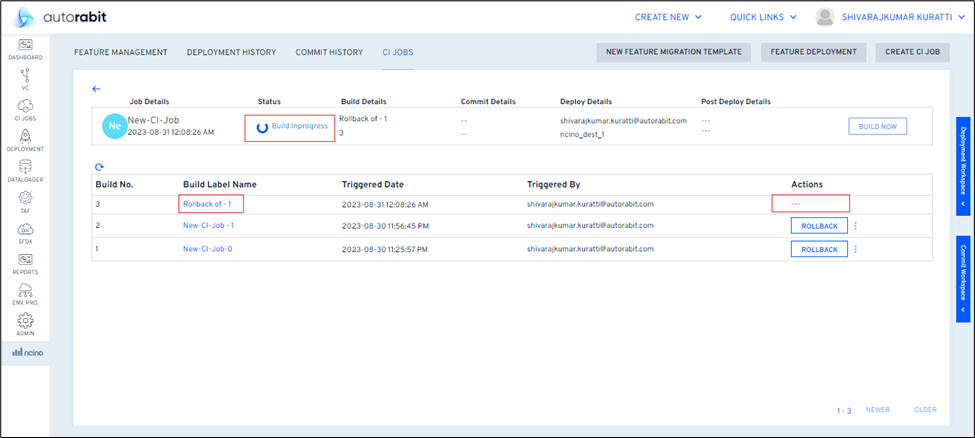 autorabit
CREATE NEW
QUICK LINKS
SHIVARAJKUMAR KURATTI
DASHBOARD
VC
CI JOBS
DEPLOYMENT
DATALOADER
TAF
SFDX
REPORTS
ENV. PRO.
ADMIN
ncino
FEATURE MANAGEMENT
DEPLOYMENT HISTORY
COMMIT HISTORY
CI JOBS
NEW FEATURE MIGRATION TEMPLATE
FEATURE DEPLOYMENT
CREATE CI JOB
Job Details Status Build Details Commit Details Deploy Details Post Deploy Details
Ne
New-CI-Job
2023-08-31 12:08:26 AM
Build Inprogress
Rollback of - 1
3
--
--
shivarajkumar.kuratti@autorabit.com
ncino_dest_1
---
---
BUILD NOW
Build No. Build Label Name Triggered Date Triggered By Actions
3 Rollback of - 1 2023-08-31 12:08:26 AM shivarajkumar.kuratti@autorabit.com ---
2 New-CI-Job - 1 2023-08-30 11:56:45 PM shivarajkumar.kuratti@autorabit.com ROLLBACK
1 New-CI-Job-0 2023-08-30 11:25:57 PM shivarajkumar.kuratti@autorabit.com ROLLBACK
1 - 3 NEWER OLDER
Deployment Workspace
Commit Workspace